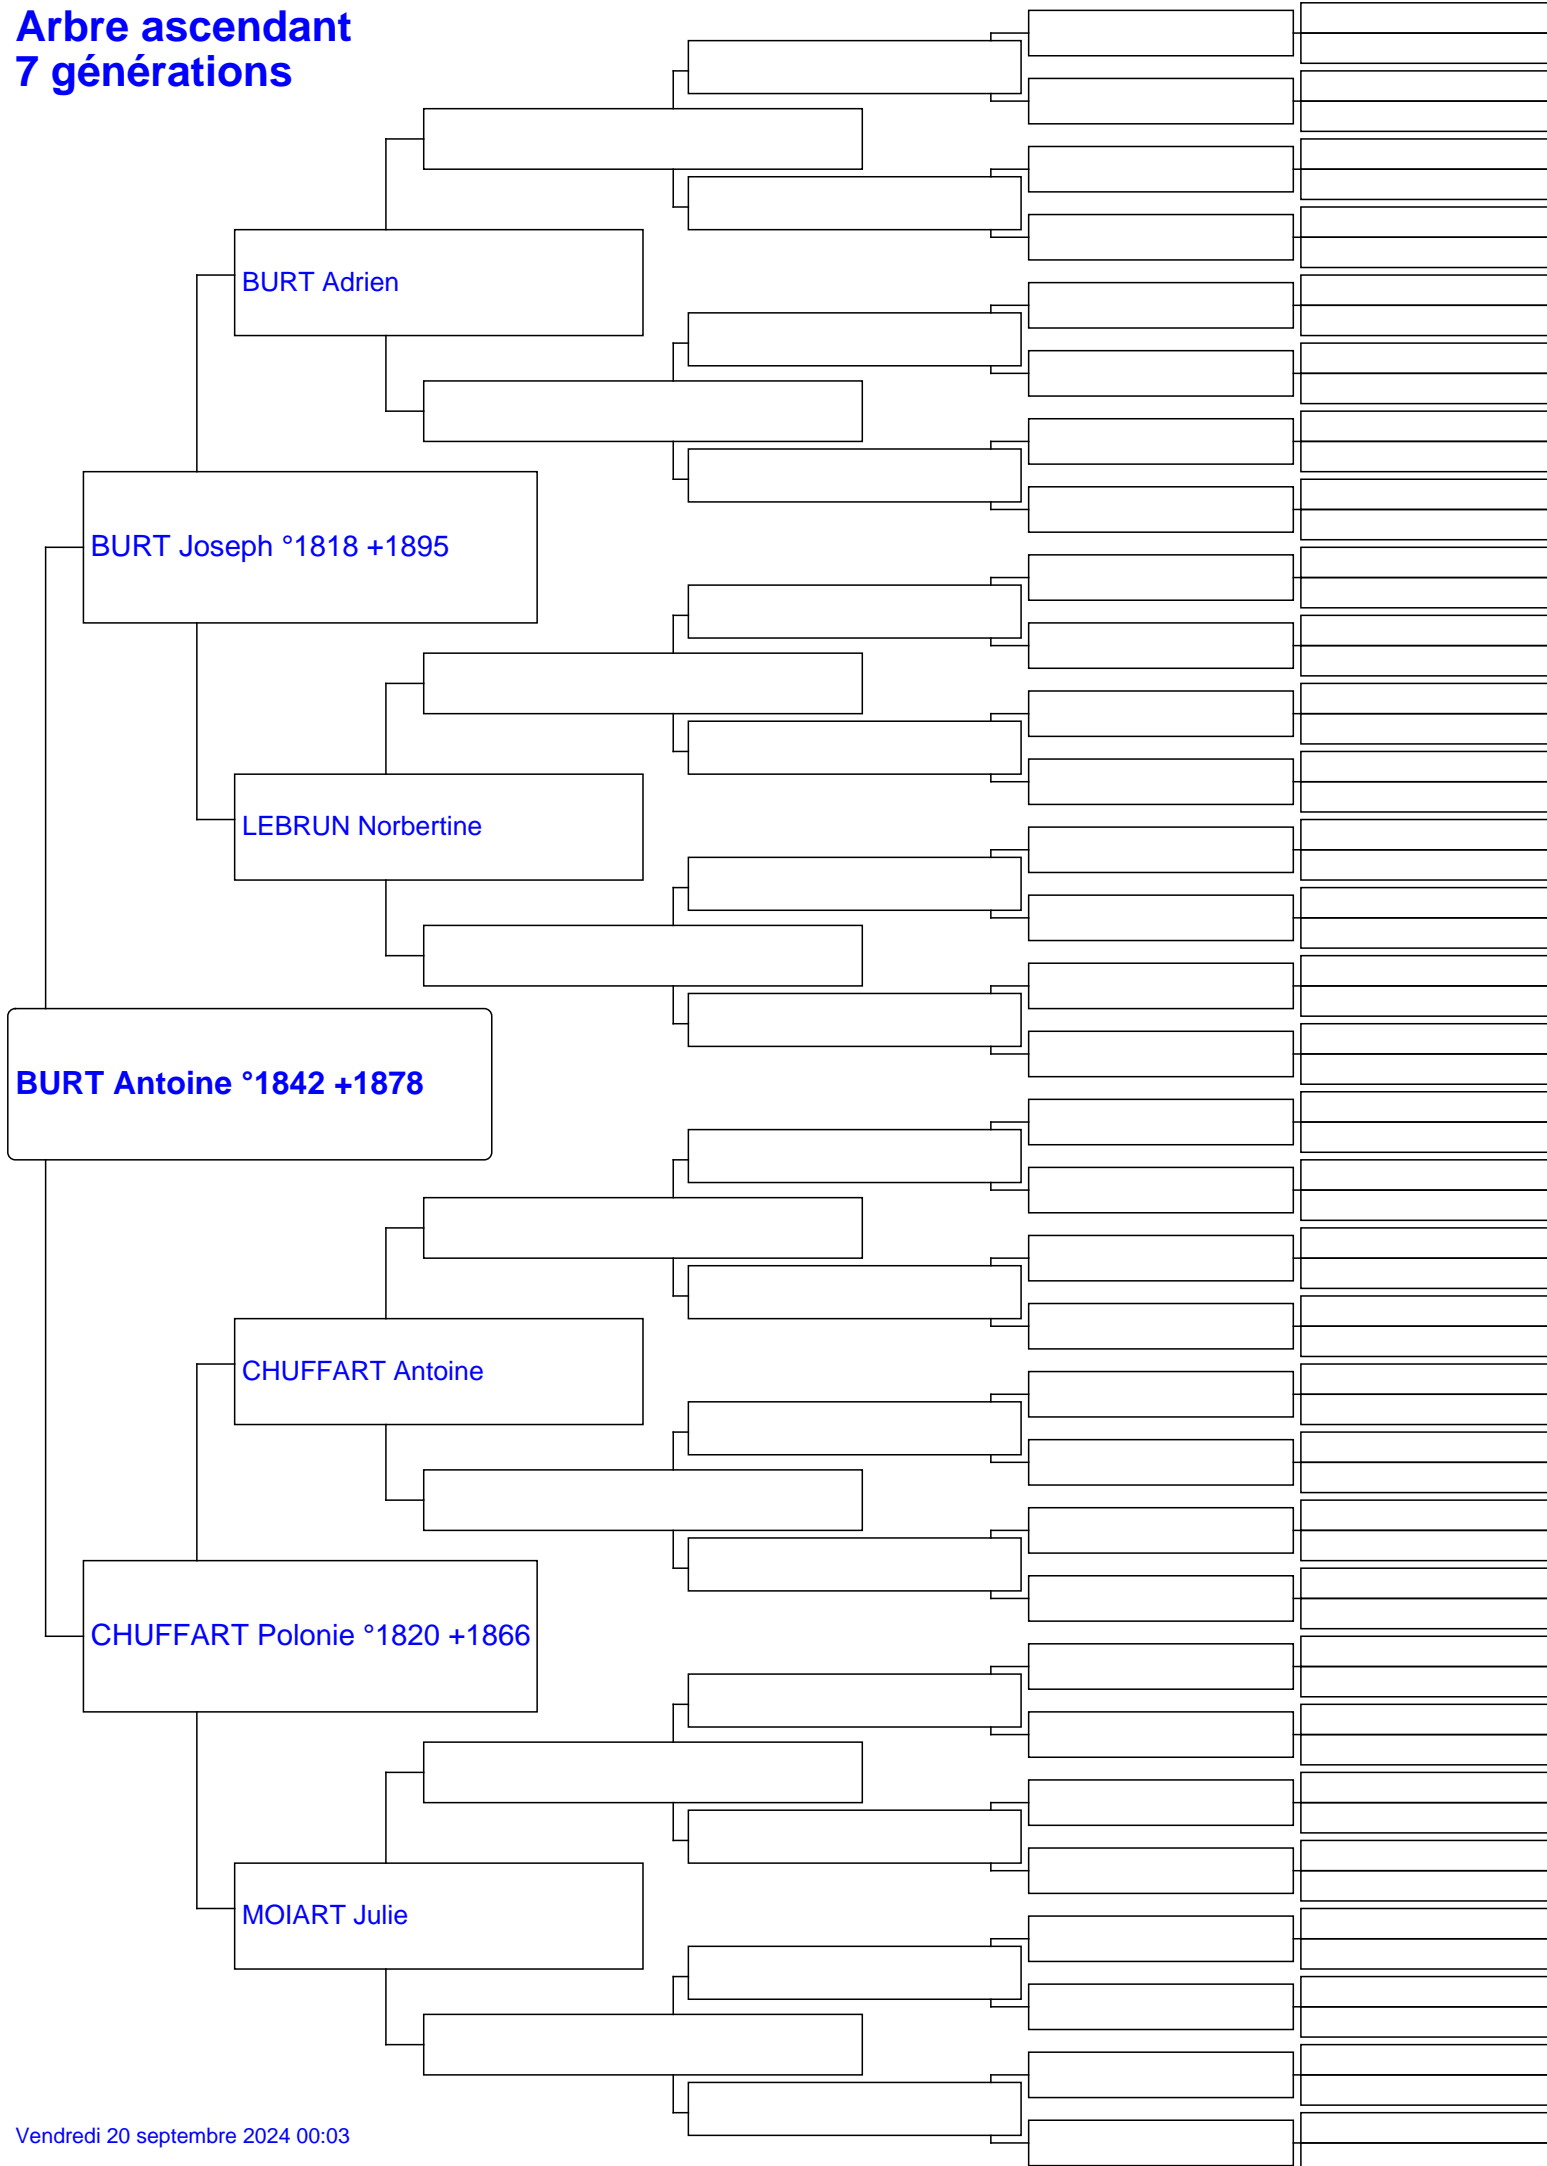 Arbre ascendant
7 générations
BURT Adrien
BURT Joseph °1818 +1895
LEBRUN Norbertine
BURT Antoine °1842 +1878
CHUFFART Antoine
CHUFFART Polonie °1820 +1866
MOIART Julie
Vendredi 20 septembre 2024 00:03